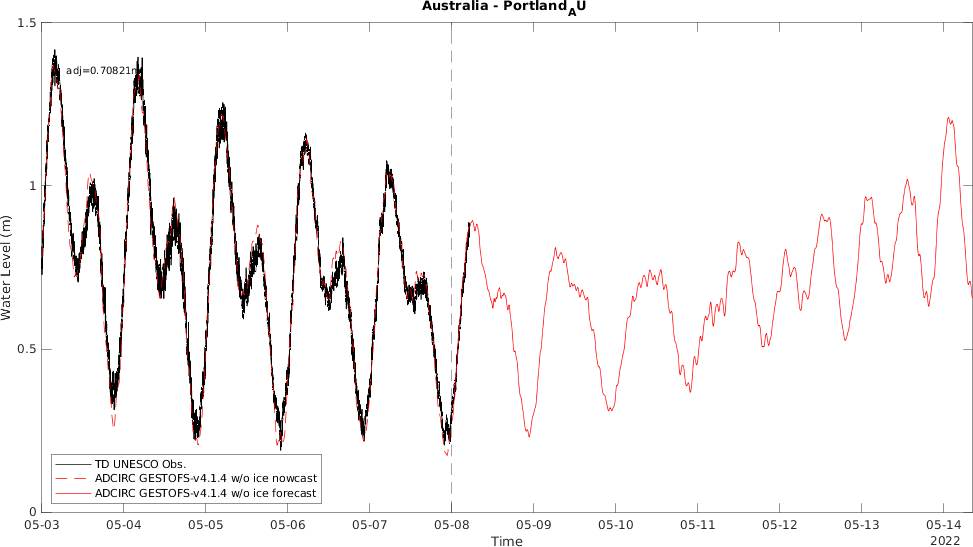 Australia - Portland_AU
1.5
adj=0.70821m
1
Water Level (m)
0.5
TD UNESCO Obs.
ADCIRC GESTOFS-v4.1.4 w/o ice nowcast
ADCIRC GESTOFS-v4.1.4 w/o ice forecast
0
05-03 05-04 05-05 05-06 05-07 05-08 05-09 05-10 05-11 05-12 05-13 05-14
Time 2022